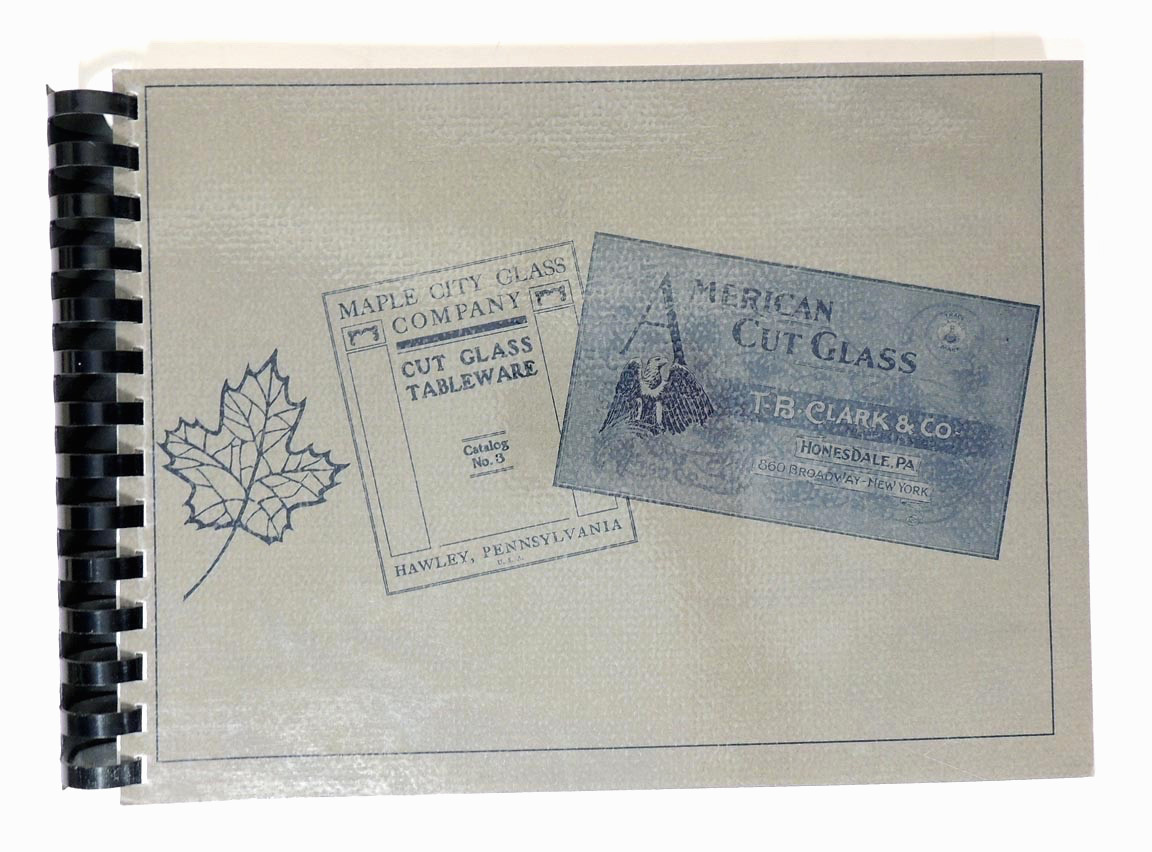 MAPLE CITY GLASS
COMPANY
CUT GLASS
TABLEWARE
Catalog
No. 3
HAWLEY, PENNSYLVANIA
U.S.A.
AMERICAN
CUT GLASS
T·B·CLARK & CO·
HONESDALE, PA
860 BROADWAY-NEW YORK